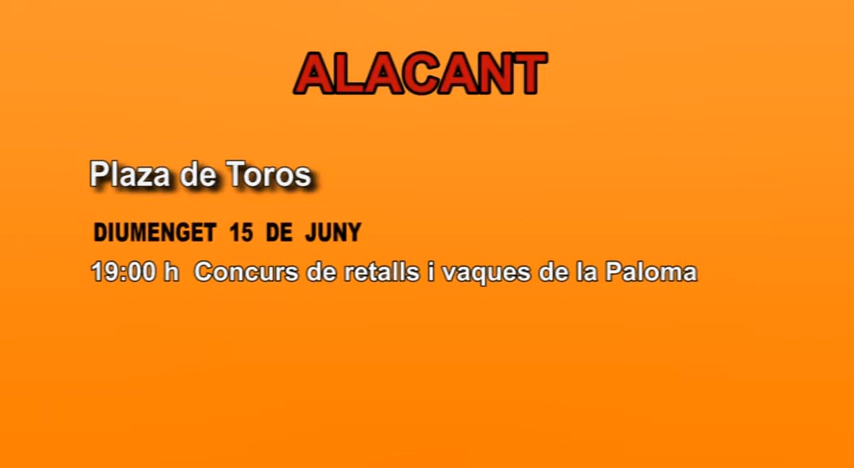 ALACANT
Plaza de Toros
DIUMENGET 15 DE JUNY
19:00 h Concurs de retalls i vaques de la Paloma